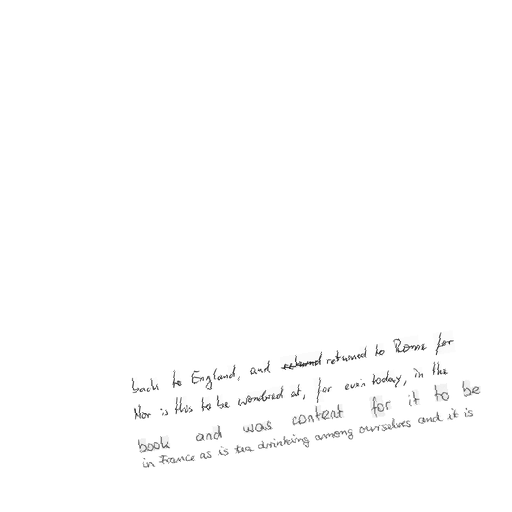 back to England, and returned to Rome for
Nor is this to be wondered at, for even today, in the
book and was content for it to be
in France as is tea drinking among ourselves and it is